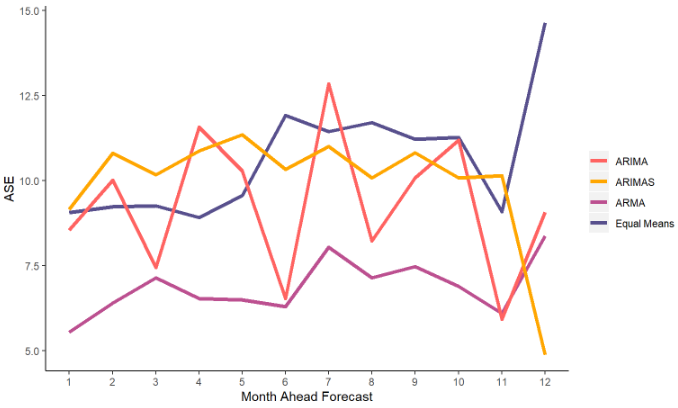 15.0
12.5
10.0
7.5
5.0
ASE
1 2 3 4 5 6 7 8 9 10 11 12
Month Ahead Forecast
ARIMA
ARIMAS
ARMA
Equal Means